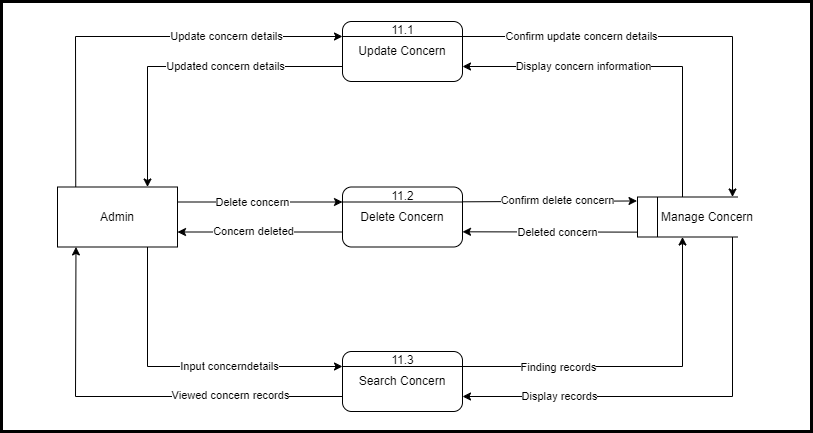 11.1
Update concern details
Update Concern
Confirm update concern details
Updated concern details
Display concern information
11.2
Delete concern
Confirm delete concern
Admin
Delete Concern
Manage Concern
Concern deleted
Deleted concern
11.3
Input concerndetails
Finding records
Search Concern
Viewed concern records
Display records